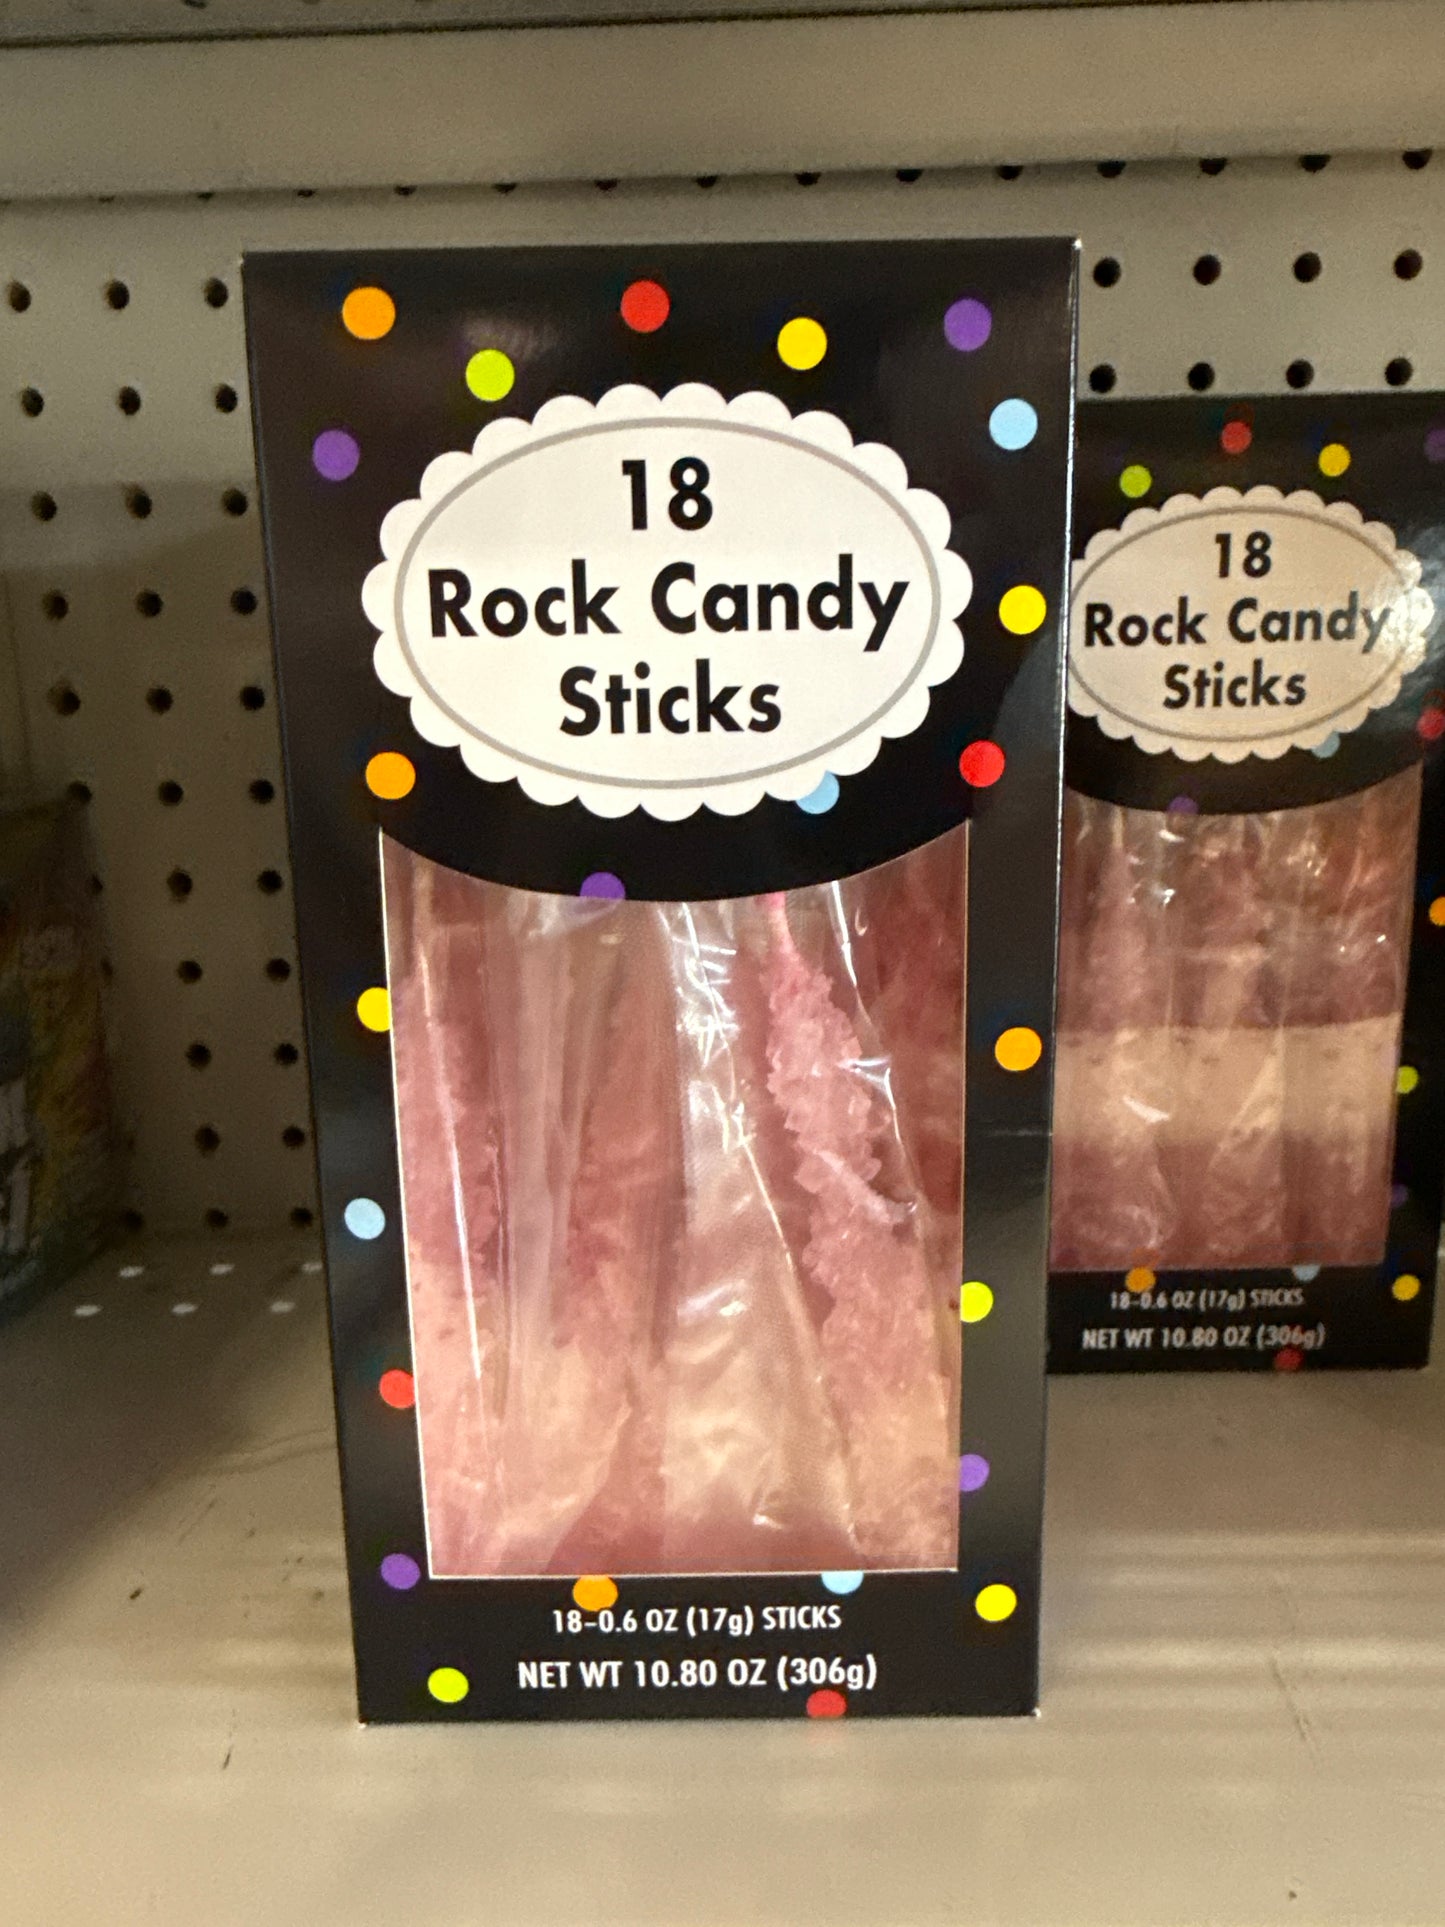 18
Rock Candy
Sticks
18-0.6 OZ (17g) STICKS
NET WT 10.80 OZ (306g)
18
Rock Candy
Sticks
18-0.6 OZ (17g) STICKS
NET WT 10.80 OZ (306g)